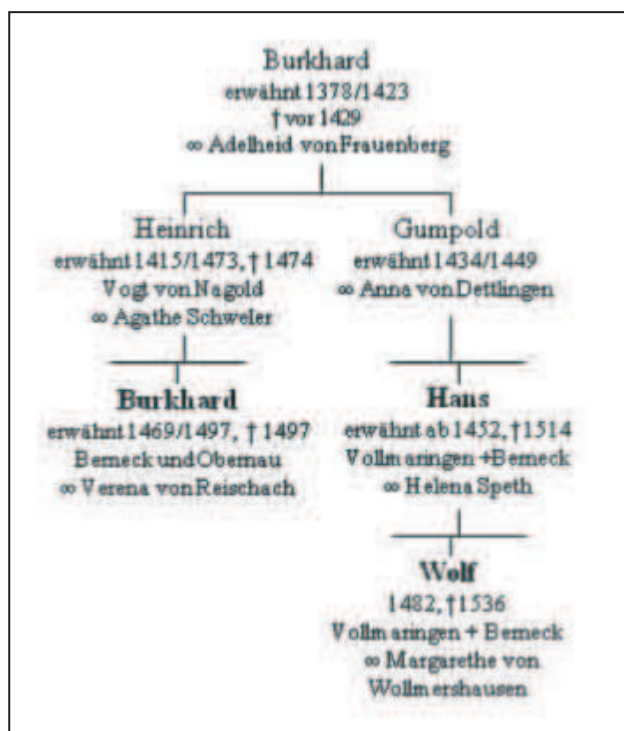 Burkhard
erwähnt 1378/1423
† vor 1429
∞ Adelheid von Frauenberg
Heinrich
erwähnt 1415/1473, † 1474
Vogt von Nagold
∞ Agathe Schweler
Gumpold
erwähnt 1434/1449
∞ Anna von Dettlingen
Burkhard
erwähnt 1469/1497, † 1497
Berneck und Obernau
∞ Verena von Reischach
Hans
erwähnt ab 1452, †1514
Vollmaringen +Berneck
∞ Helena Speth
Wolf
1482, †1536
Vollmaringen + Berneck
∞ Margarethe von
Wollmershausen